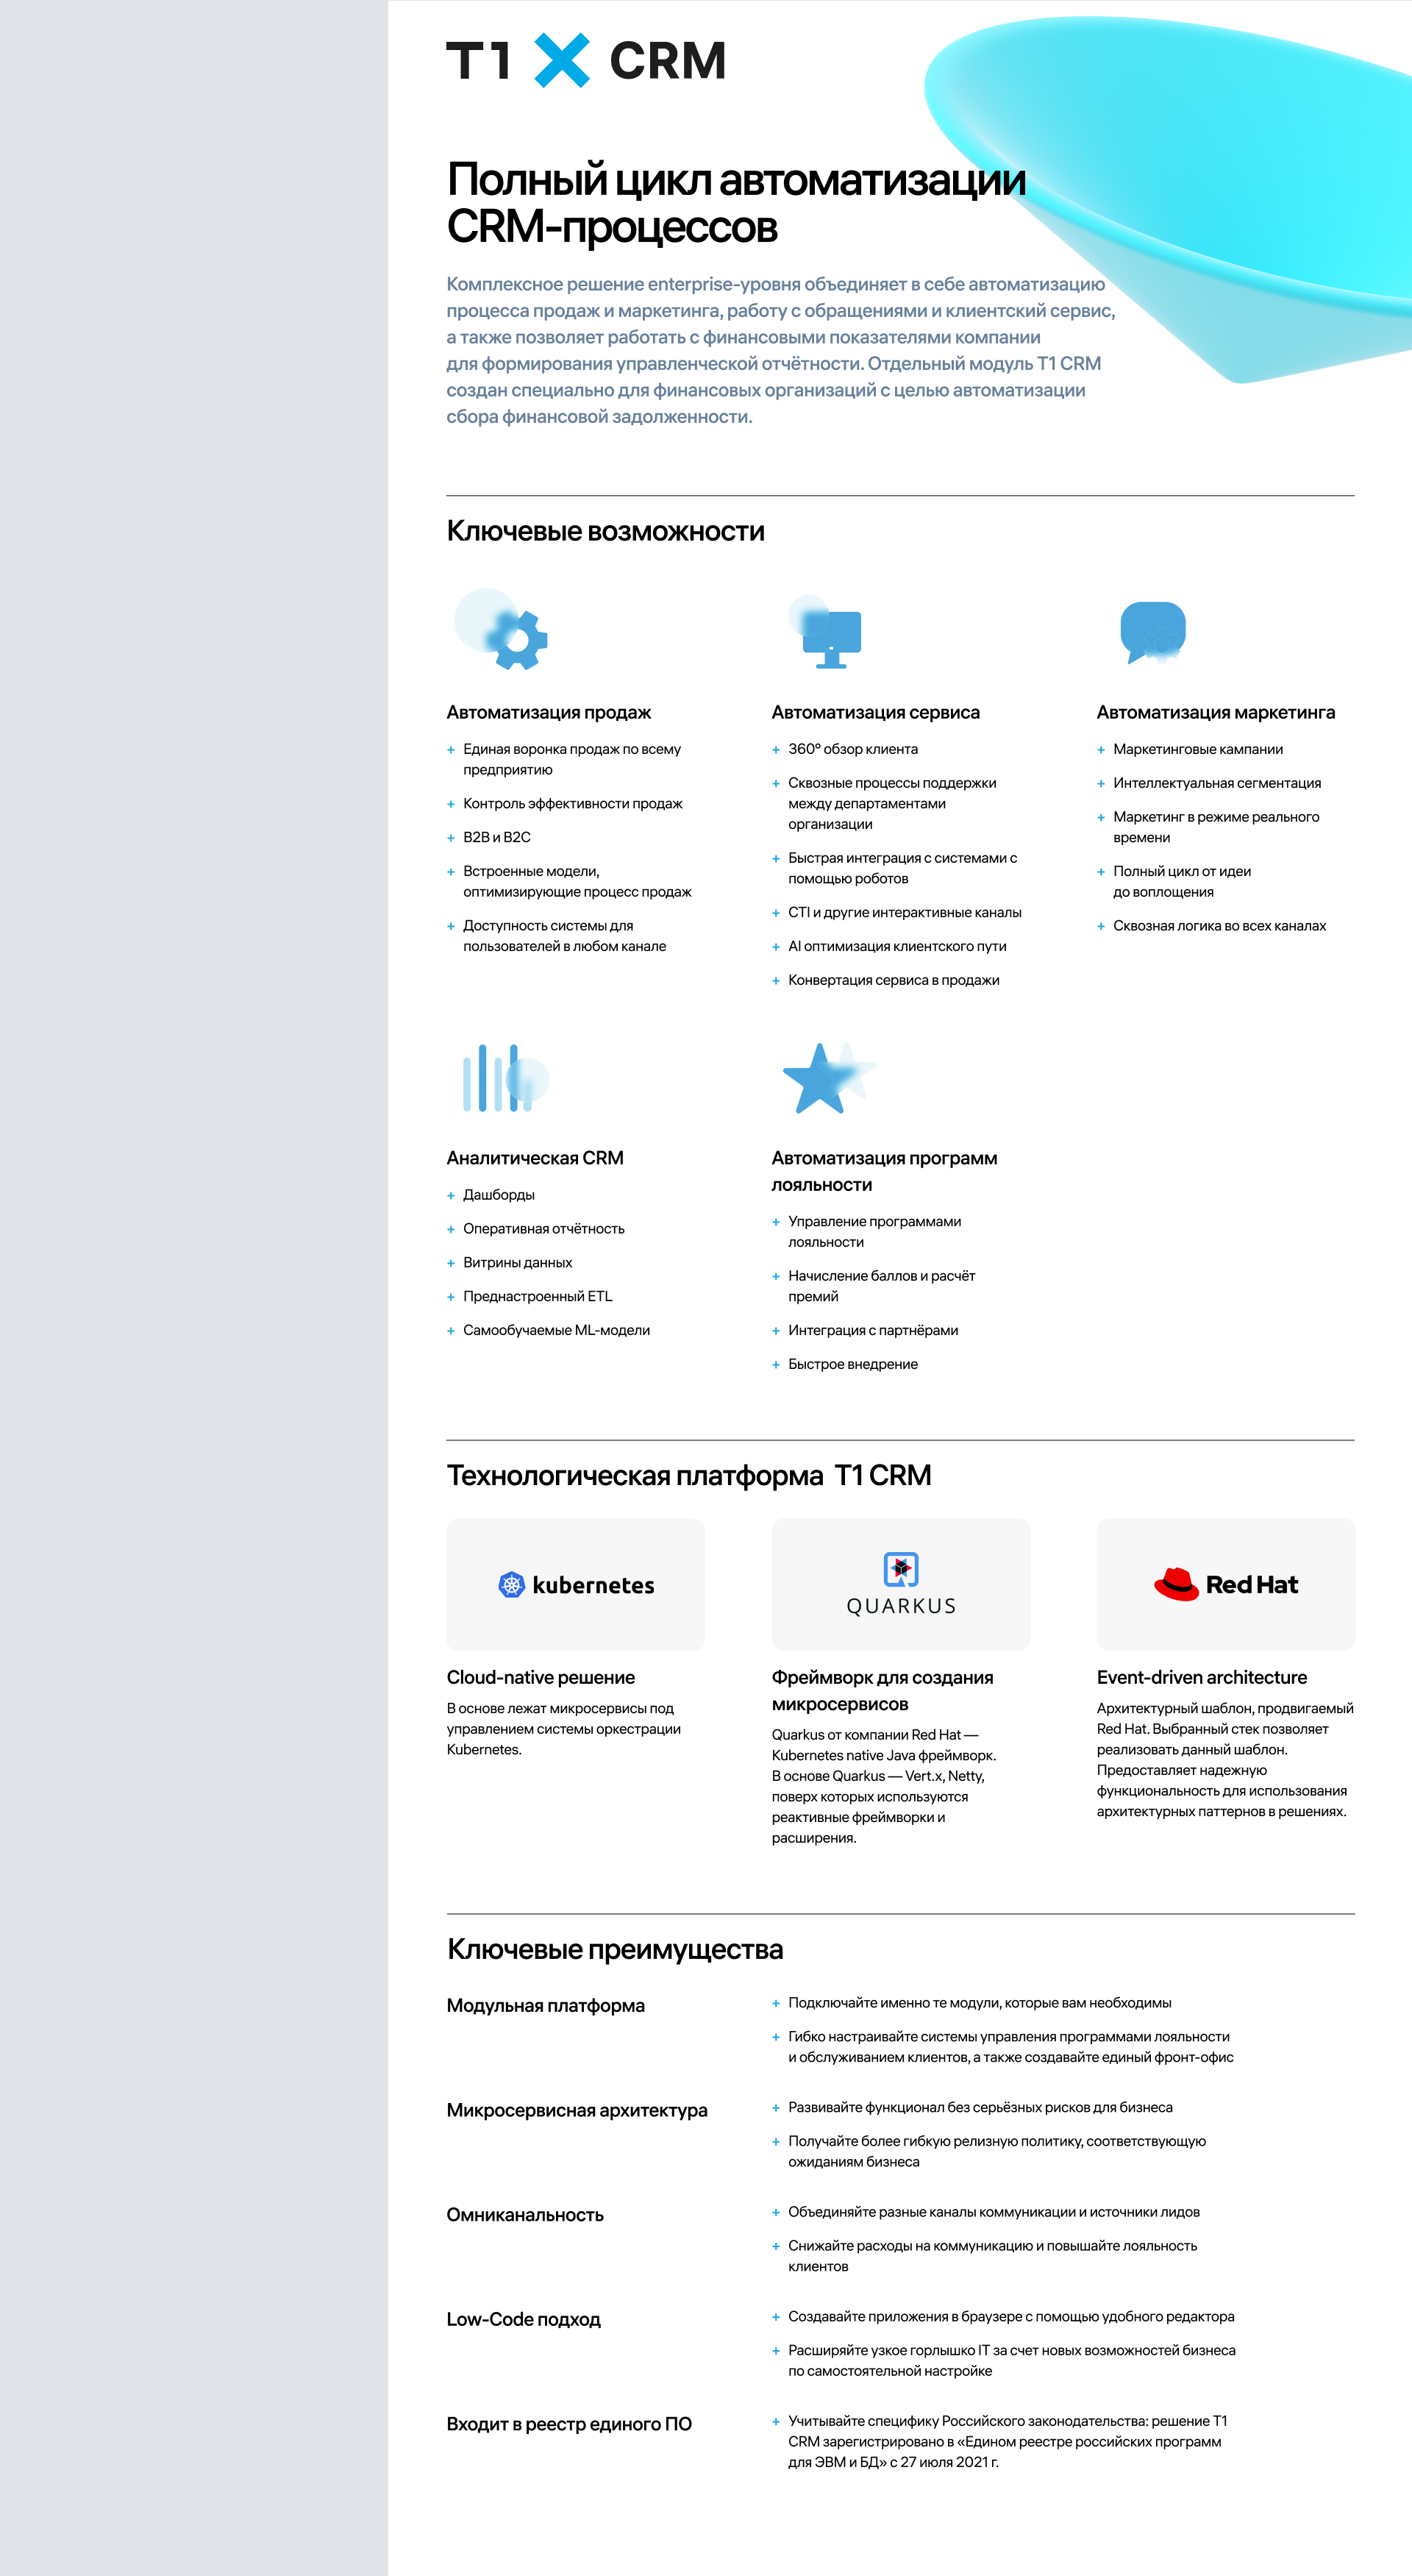 T1 X CRM
Полный цикл автоматизации
CRM-процессов
Комплексное решение enterprise-уровня объединяет в себе автоматизацию
процесса продаж и маркетинга, работу с обращениями и клиентский сервис,
а также позволяет работать с финансовыми показателями компании
для формирования управленческой отчётности. Отдельный модуль Т1 CRM
создан специально для финансовых организаций с целью автоматизации
сбора финансовой задолженности.
Ключевые возможности
Автоматизация продаж
+ Единая воронка продаж по всему
предприятию
+ Контроль эффективности продаж
+ B2B и B2C
+ Встроенные модели,
оптимизирующие процесс продаж
+ Доступность системы для
пользователей в любом канале
Автоматизация сервиса
+ 360° обзор клиента
+ Сквозные процессы поддержки
между департаментами
организации
+ Быстрая интеграция с системами с
помощью роботов
+ CTI и другие интерактивные каналы
+ AI оптимизация клиентского пути
+ Конвертация сервиса в продажи
Автоматизация маркетинга
+ Маркетинговые кампании
+ Интеллектуальная сегментация
+ Маркетинг в режиме реального
времени
+ Полный цикл от идеи
до воплощения
+ Сквозная логика во всех каналах
Аналитическая CRM
+ Дашборды
+ Оперативная отчётность
+ Витрины данных
+ Преднастроенный ETL
+ Самообучаемые ML-модели
Автоматизация программ
лояльности
+ Управление программами
лояльности
+ Начисление баллов и расчёт
премий
+ Интеграция с партнёрами
+ Быстрое внедрение
Технологическая платформа Т1 CRM
kubernetes
QUARKUS
Red Hat
Cloud-native решение
В основе лежат микросервисы под
управлением системы оркестрации
Kubernetes.
Фреймворк для создания
микросервисов
Quarkus от компании Red Hat —
Kubernetes native Java фреймворк.
В основе Quarkus — Vert.x, Netty,
поверх которых используются
реактивные фреймворки и
расширения.
Event-driven architecture
Архитектурный шаблон, продвигаемый
Red Hat. Выбранный стек позволяет
реализовать данный шаблон.
Предоставляет надежную
функциональность для использования
архитектурных паттернов в решениях.
Ключевые преимущества
Модульная платформа
+ Подключайте именно те модули, которые вам необходимы
+ Гибко настраивайте системы управления программами лояльности
и обслуживанием клиентов, а также создавайте единый фронт-офис
Микросервисная архитектура
+ Развивайте функционал без серьёзных рисков для бизнеса
+ Получайте более гибкую релизную политику, соответствующую
ожиданиям бизнеса
Омниканальность
+ Объединяйте разные каналы коммуникации и источники лидов
+ Снижайте расходы на коммуникацию и повышайте лояльность
клиентов
Low-Code подход
+ Создавайте приложения в браузере с помощью удобного редактора
+ Расширяйте узкое горлышко IT за счет новых возможностей бизнеса
по самостоятельной настройке
Входит в реестр единого ПО
+ Учитывайте специфику Российского законодательства: решение Т1
CRM зарегистрировано в «Едином реестре российских программ
для ЭВМ и БД» с 27 июля 2021 г.